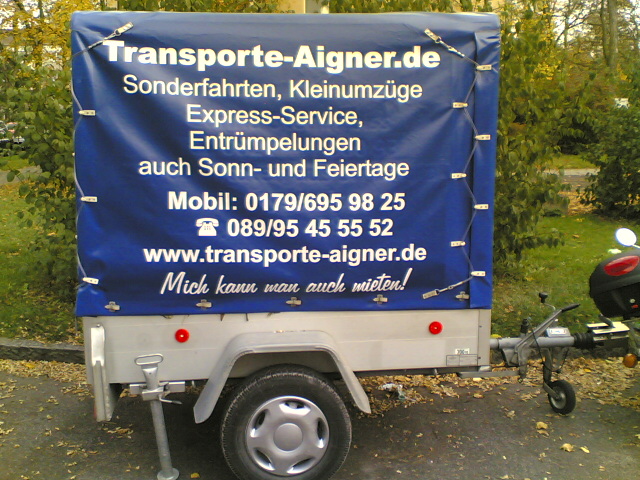 Transporte-Aigner.de
Sonderfahrten, Kleinumzüge
Express-Service,
Entrümpelungen
auch Sonn- und Feiertage
Mobil: 0179/695 98 25
☎ 089/95 45 55 52
www.transporte-aigner.de
Mich kann man auch mieten!